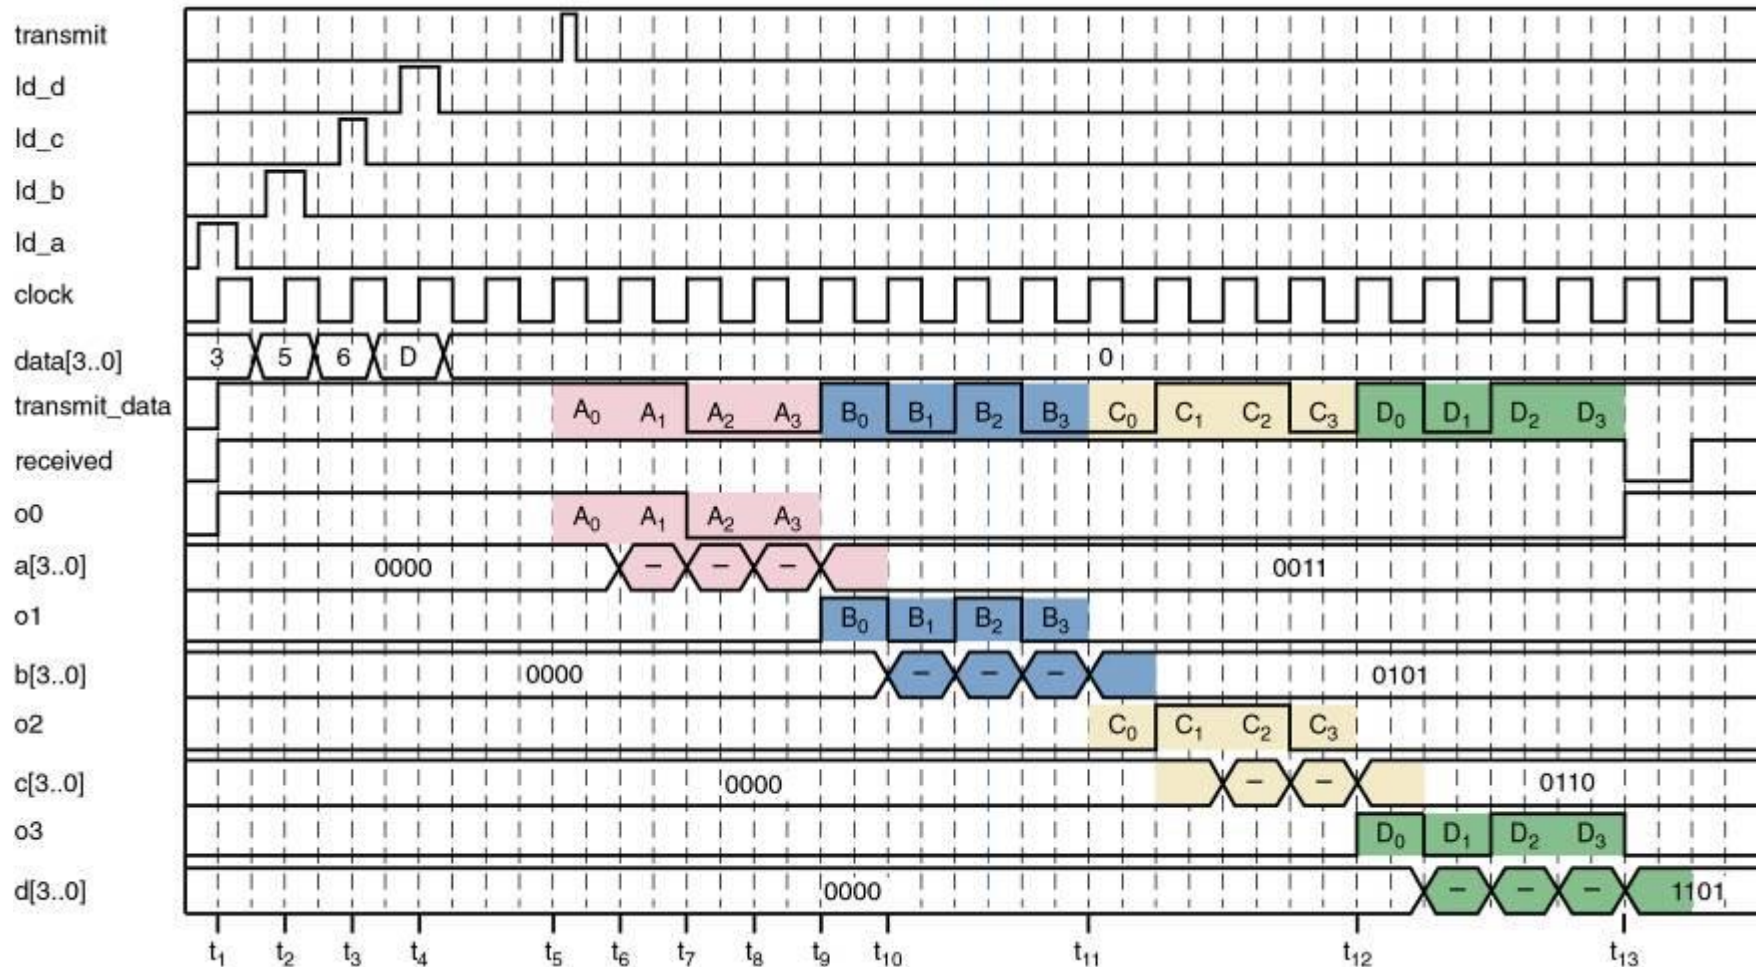 transmit
ld_d
ld_c
ld_b
ld_a
clock
data[3..0] 3 5 6 D 0
transmit_data A₀ A₁ A₂ A₃ B₀ B₁ B₂ B₃ C₀ C₁ C₂ C₃ D₀ D₁ D₂ D₃
received
o0 A₀ A₁ A₂ A₃
a[3..0] 0000 – – – 0011
o1 B₀ B₁ B₂ B₃
b[3..0] 0000 – – – 0101
o2 C₀ C₁ C₂ C₃
c[3..0] 0000 – – 0110
o3 D₀ D₁ D₂ D₃
d[3..0] 0000 – – – 1101
t₁ t₂ t₃ t₄ t₅ t₆ t₇ t₈ t₉ t₁₀ t₁₁ t₁₂ t₁₃